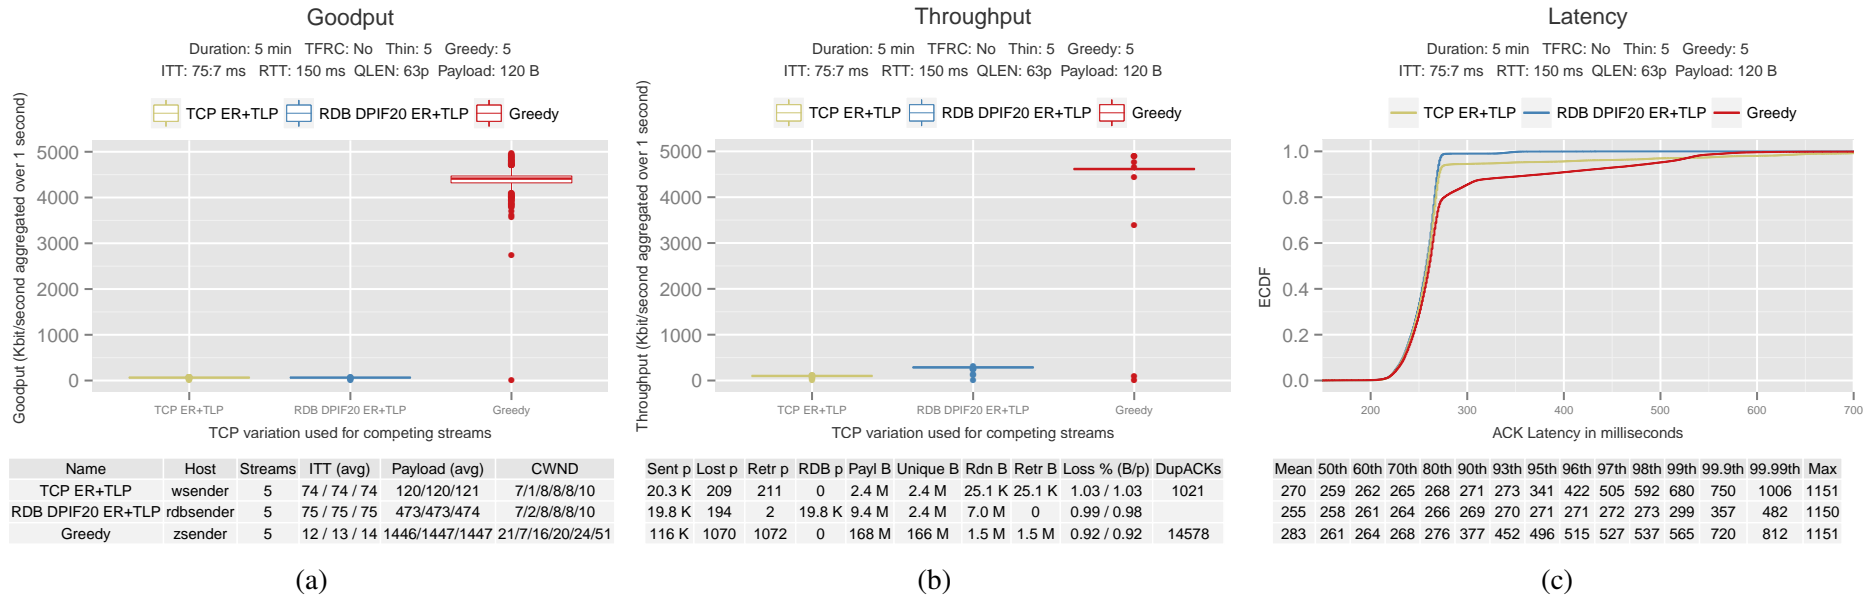 Goodput
Duration: 5 min TFRC: No Thin: 5 Greedy: 5
ITT: 75:7 ms RTT: 150 ms QLEN: 63p Payload: 120 B
TCP ER+TLP RDB DPIF20 ER+TLP Greedy
Goodput (Kbit/second aggregated over 1 second)
5000
4000
3000
2000
1000
0
TCP ER+TLP RDB DPIF20 ER+TLP Greedy
TCP variation used for competing streams
Name Host Streams ITT (avg) Payload (avg) CWND
TCP ER+TLP wsender 5 74 / 74 / 74 120/120/121 7/1/8/8/8/10
RDB DPIF20 ER+TLP rdbsender 5 75 / 75 / 75 473/473/474 7/2/8/8/8/10
Greedy zsender 5 12 / 13 / 14 1446/1447/1447 21/7/16/20/24/51
(a)
Throughput
Duration: 5 min TFRC: No Thin: 5 Greedy: 5
ITT: 75:7 ms RTT: 150 ms QLEN: 63p Payload: 120 B
TCP ER+TLP RDB DPIF20 ER+TLP Greedy
Throughput (Kbit/second aggregated over 1 second)
5000
4000
3000
2000
1000
0
TCP ER+TLP RDB DPIF20 ER+TLP Greedy
TCP variation used for competing streams
Sent p Lost p Retr p RDB p Payl B Unique B Rdn B Retr B Loss % (B/p) DupACKs
20.3 K 209 211 0 2.4 M 2.4 M 25.1 K 25.1 K 1.03 / 1.03 1021
19.8 K 194 2 19.8 K 9.4 M 2.4 M 7.0 M 0 0.99 / 0.98
116 K 1070 1072 0 168 M 166 M 1.5 M 1.5 M 0.92 / 0.92 14578
(b)
Latency
Duration: 5 min TFRC: No Thin: 5 Greedy: 5
ITT: 75:7 ms RTT: 150 ms QLEN: 63p Payload: 120 B
TCP ER+TLP RDB DPIF20 ER+TLP Greedy
ECDF
1.0
0.8
0.6
0.4
0.2
0.0
200 300 400 500 600 700
ACK Latency in milliseconds
Mean 50th 60th 70th 80th 90th 93th 95th 96th 97th 98th 99th 99.9th 99.99th Max
270 259 262 265 268 271 273 341 422 505 592 680 750 1006 1151
255 258 261 264 266 269 270 271 271 272 273 299 357 482 1150
283 261 264 268 276 377 452 496 515 527 537 565 720 812 1151
(c)